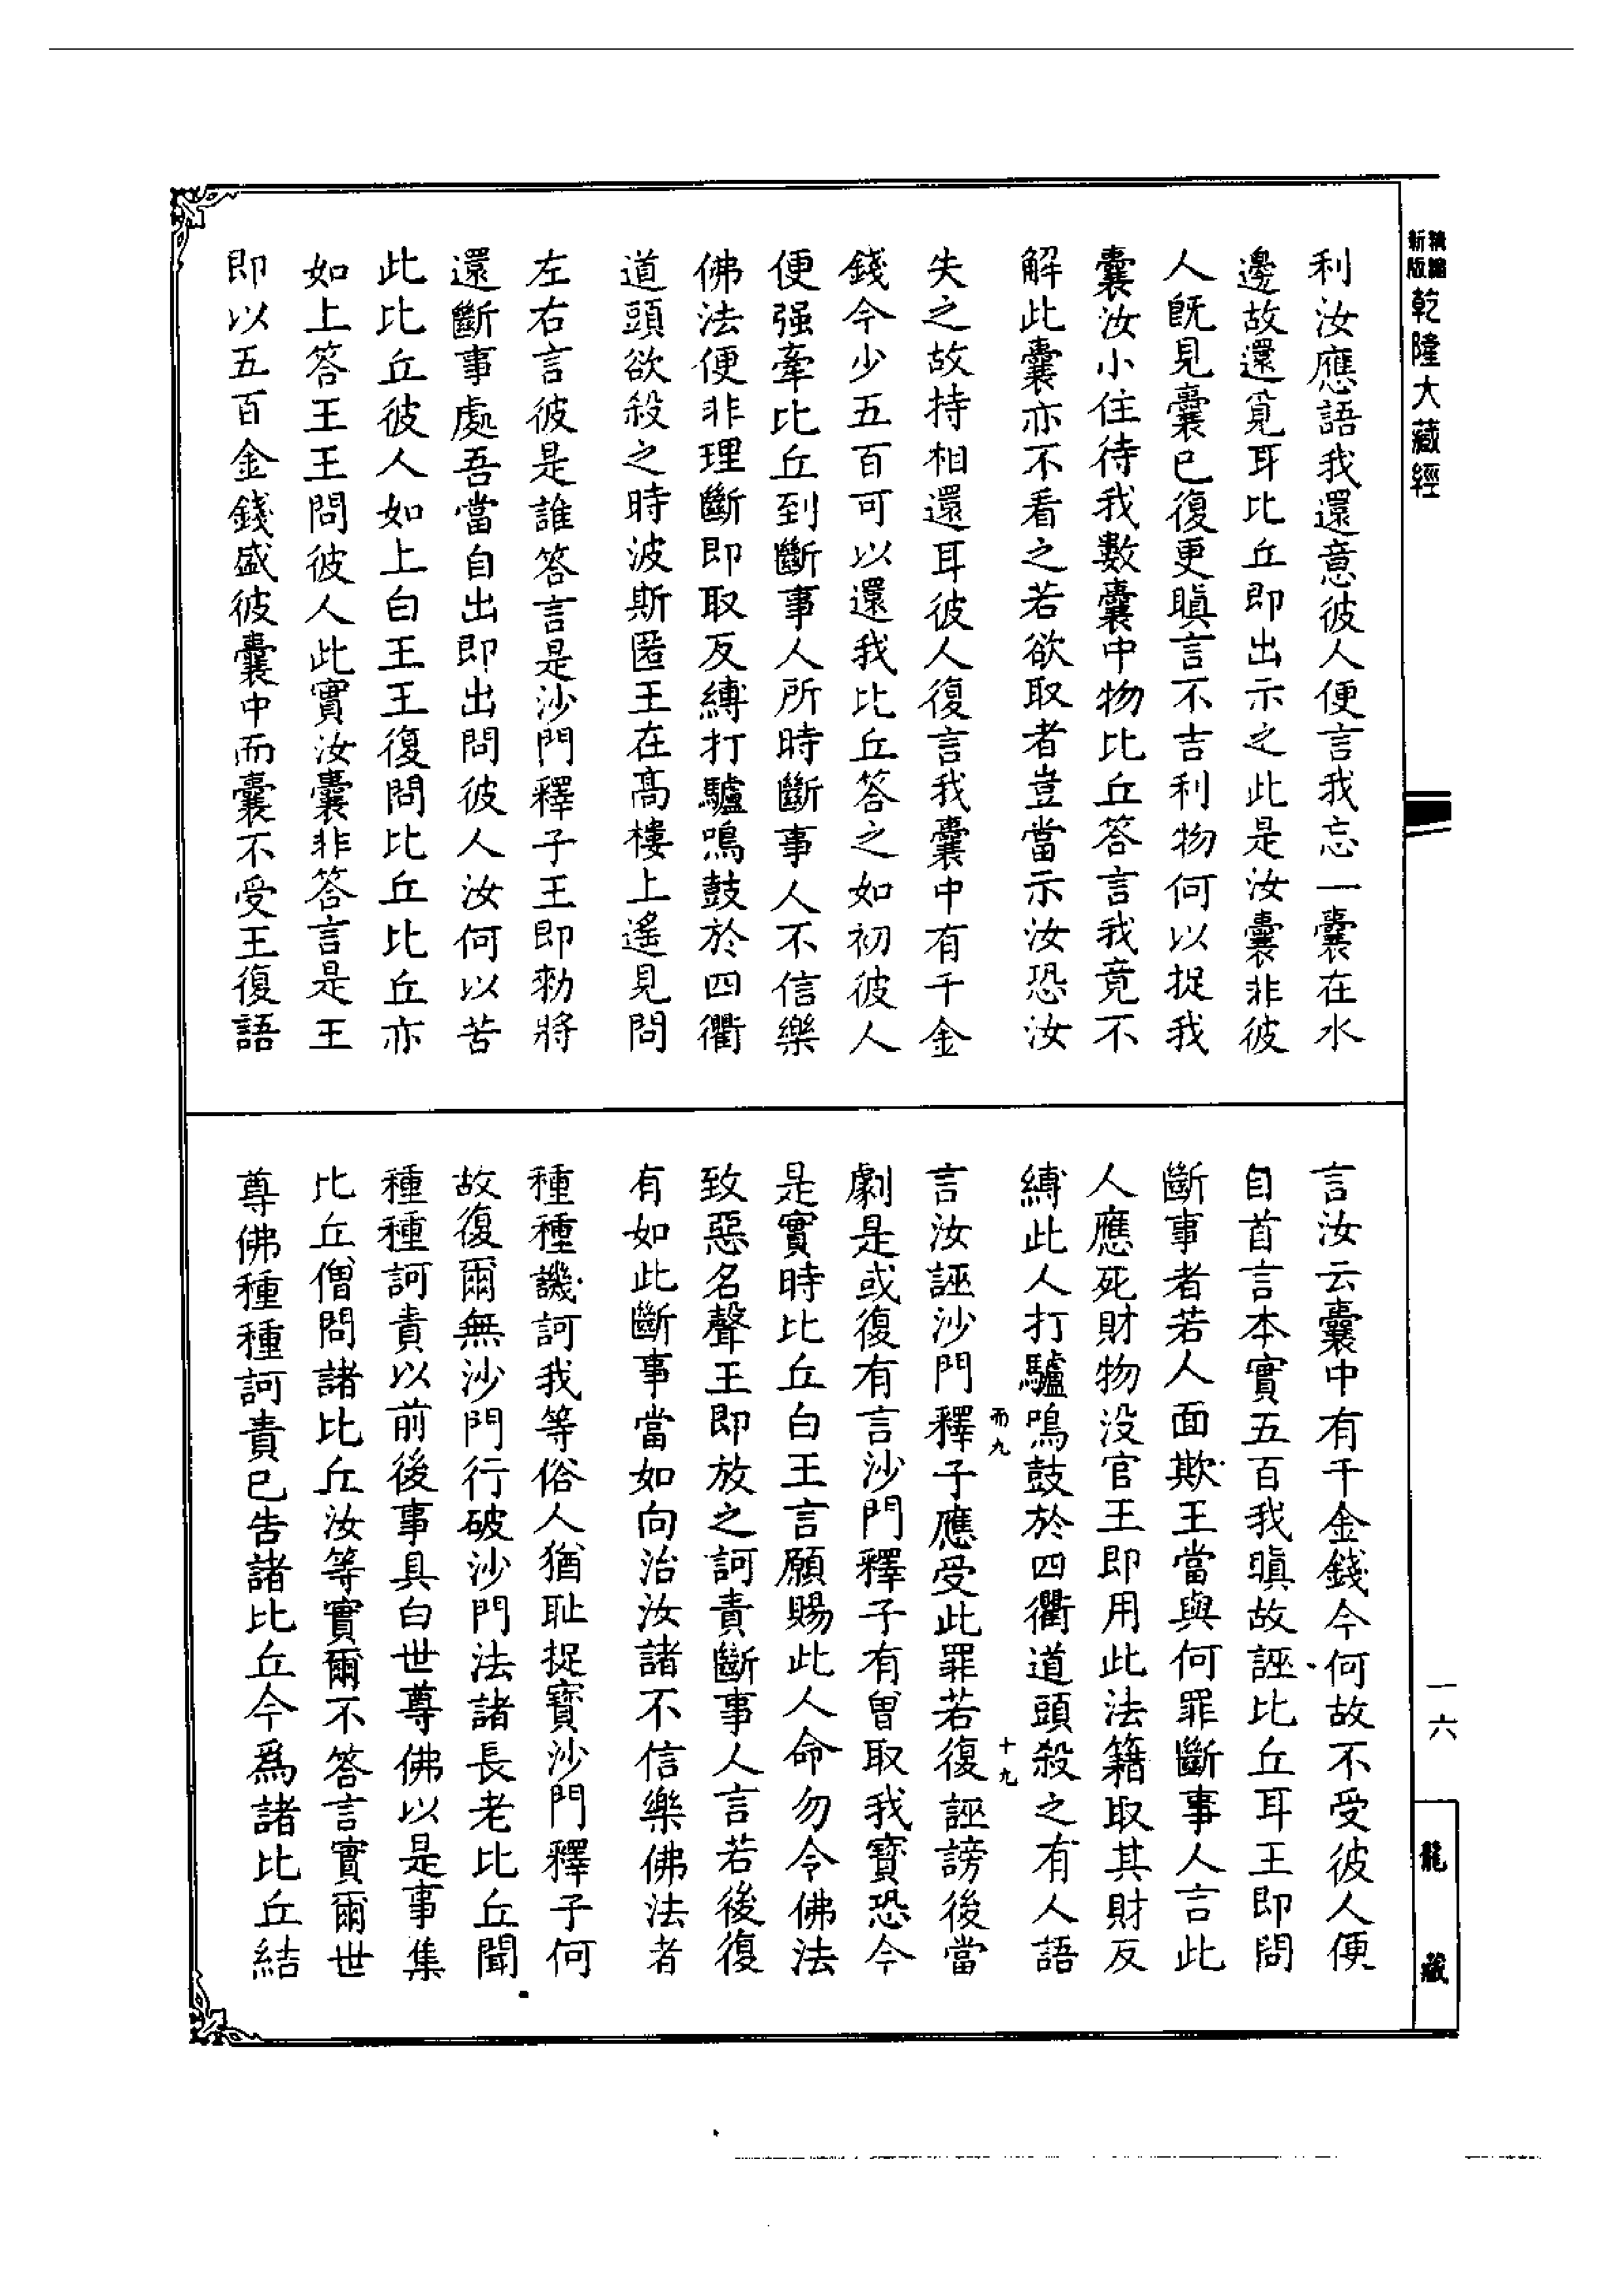 新版 精縮 乾隆大藏經
利汝應語我還意彼人便言我忘一囊在水
邊故還覓耳比丘即出示之此是汝囊非彼
人旣見囊已復更瞋言不吉利物何以捉我
囊汝小住待我數囊中物比丘答言我竟不
解此囊亦不看之若欲取者豈當示汝恐汝
失之故持相還耳彼人復言我囊中有千金
錢今少五百可以還我比丘答之如初彼人
便强牽比丘到斷事人所時斷事人不信樂
佛法便非理斷即取反縛打驢鳴鼓於四衢
道頭欲殺之時波斯匿王在高樓上遙見問
左右言彼是誰答言是沙門釋子王即勑將
還斷事處吾當自出即出問彼人汝何以苦
此比丘彼人如上白王王復問比丘比丘亦
如上答王王問彼人此實汝囊非答言是王
即以五百金錢盛彼囊中而囊不受王復語
言汝云囊中有千金錢今何故不受彼人便
自首言本實五百我瞋故誣比丘耳王即問
斷事者若人面欺王當與何罪斷事人言此
人應死財物没官王即用此法籍取其財反
縛此人打驢鳴鼓於四衢道頭殺之有人語
而九
十九
言汝誣沙門釋子應受此罪若復誣謗後當
劇是或復有言沙門釋子有曾取我寳恐今
是實時比丘白王言願賜此人命勿令佛法
致惡名聲王即放之訶責斷事人言若後復
有如此斷事當如向治汝諸不信樂佛法者
種種譏訶我等俗人猶耻捉寳沙門釋子何
故復爾無沙門行破沙門法諸長老比丘聞
種種訶責以前後事具白世尊佛以是事集
比丘僧問諸比丘汝等實爾不答言實爾世
尊佛種種訶責已告諸比丘今爲諸比丘結
一六
龍藏